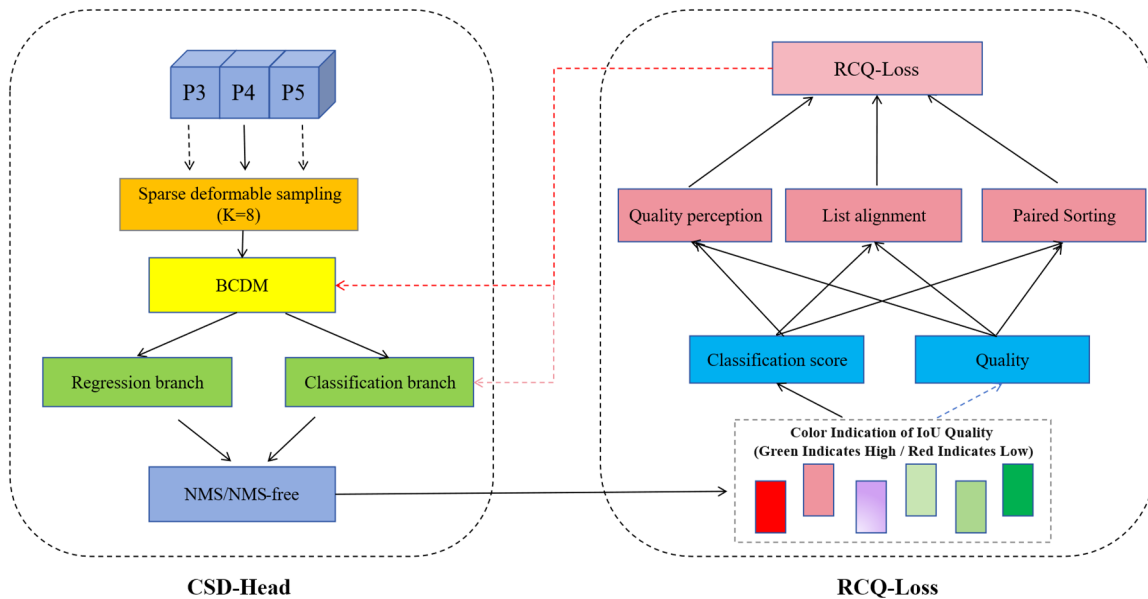 P3 P4 P5
Sparse deformable sampling
(K=8)
BCDM
Regression branch
Classification branch
NMS/NMS-free
CSD-Head
RCQ-Loss
Quality perception
List alignment
Paired Sorting
Classification score
Quality
Color Indication of IoU Quality
(Green Indicates High / Red Indicates Low)
RCQ-Loss